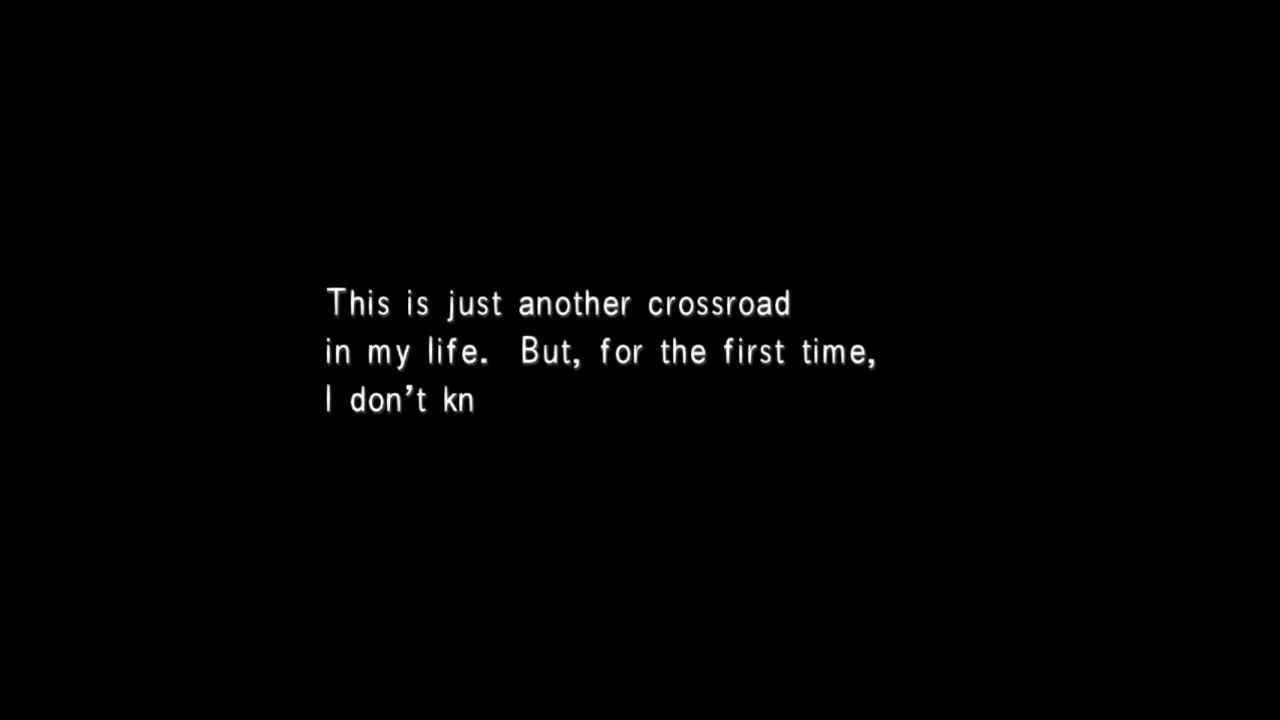 This is just another crossroad
in my life.  But, for the first time,
I don't kn